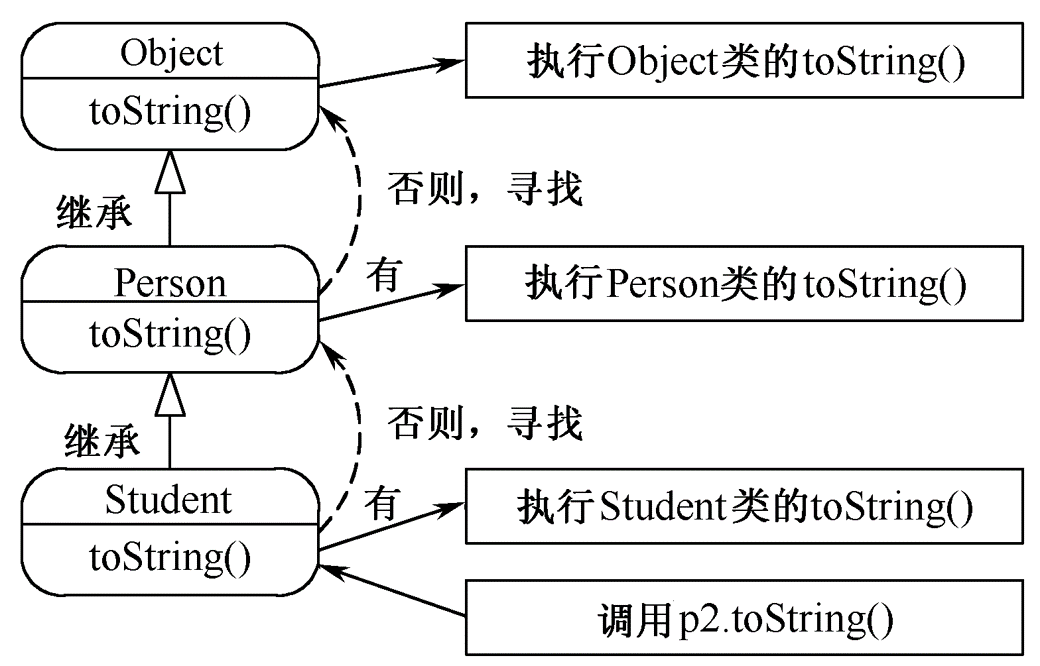 Object
toString()
执行Object类的toString()
否则，寻找
继承
Person
toString()
有
执行Person类的toString()
否则，寻找
继承
Student
toString()
有
执行Student类的toString()
调用p2.toString()